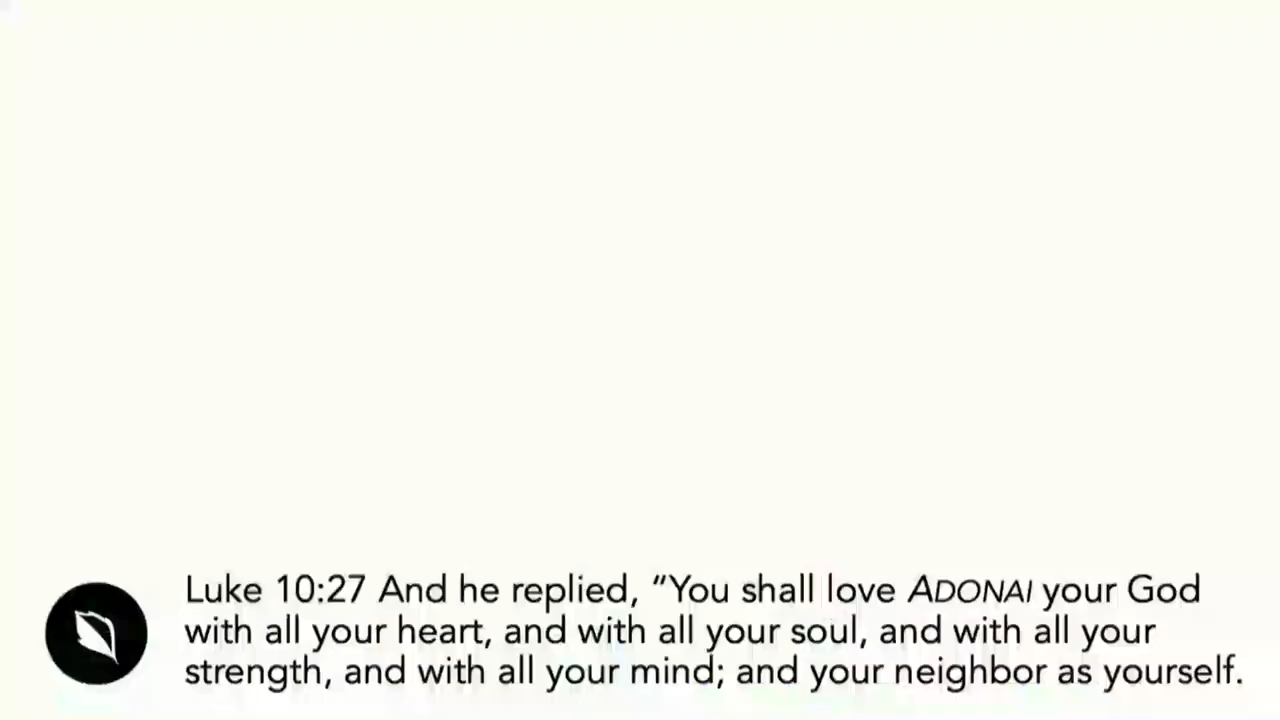 Luke 10:27 And he replied, “You shall love ADONAI your God
with all your heart, and with all your soul, and with all your
strength, and with all your mind; and your neighbor as yourself.